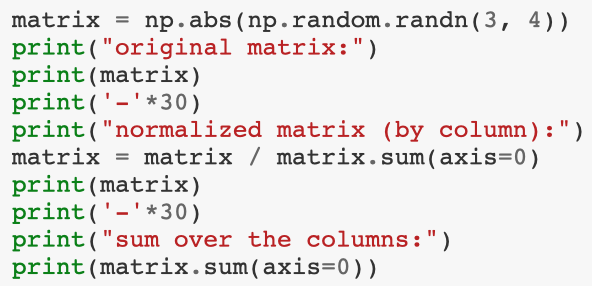 matrix = np.abs(np.random.randn(3, 4))
print("original matrix:")
print(matrix)
print('-'*30)
print("normalized matrix (by column):")
matrix = matrix / matrix.sum(axis=0)
print(matrix)
print('-'*30)
print("sum over the columns:")
print(matrix.sum(axis=0))